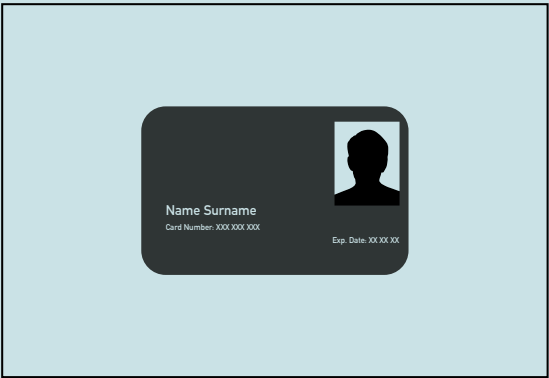 Name Surname
Card Number: XXX XXX XXX
Exp. Date: XX XX XX